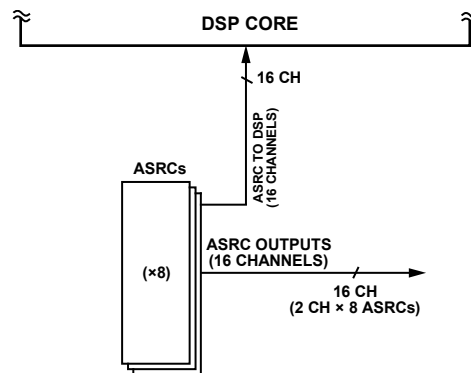 DSP CORE
16 CH
ASRC TO DSP
(16 CHANNELS)
ASRCs
(×8)
ASRC OUTPUTS
(16 CHANNELS)
16 CH
(2 CH × 8 ASRCs)